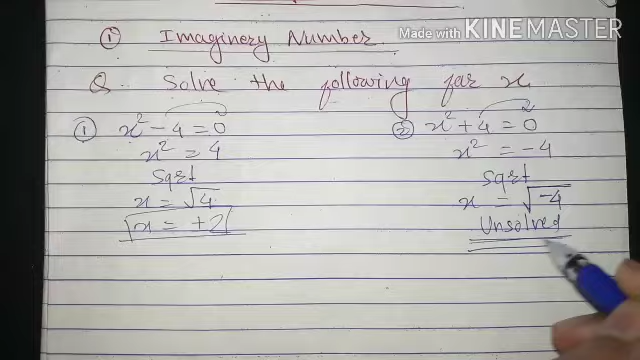 Made with KINEMASTER
① Imaginery Number
Q Solve the following for x
① x² - 4 = 0
x² = 4
Sqrt
x = √4
x = ±2
② x² + 4 = 0
x² = -4
Sqrt
x = √-4
Unsolved